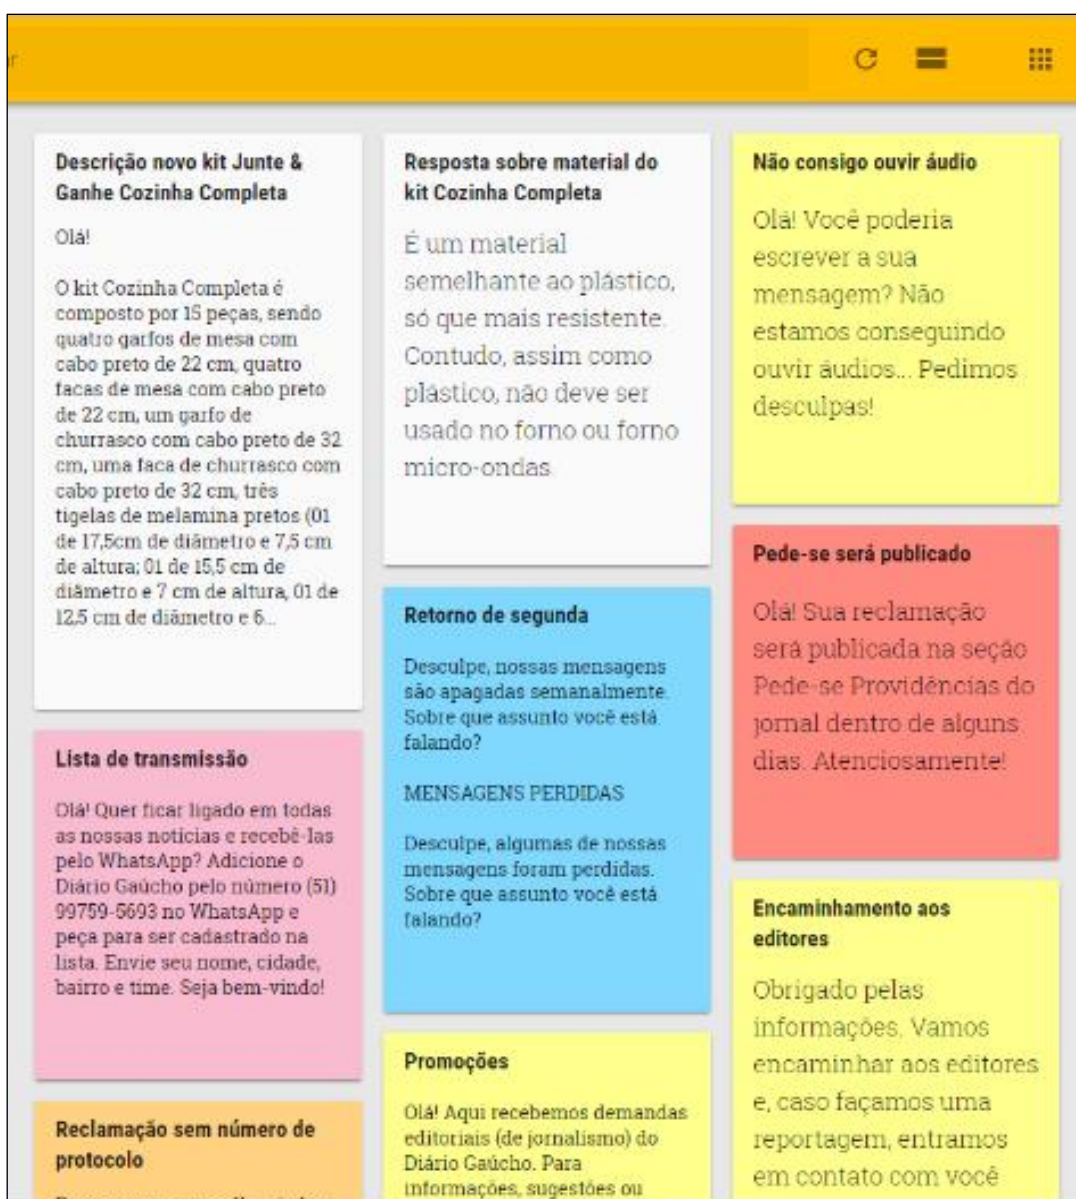 Descrição novo kit Junte &
Ganhe Cozinha Completa
Olá!
O kit Cozinha Completa é
composto por 15 peças, sendo
quatro garfos de mesa com
cabo preto de 22 cm, quatro
facas de mesa com cabo preto
de 22 cm, um garfo de
churrasco com cabo preto de 32
cm, uma faca de churrasco com
cabo preto de 32 cm, três
tigelas de melamina pretos (01
de 17,5cm de diâmetro e 7,5 cm
de altura; 01 de 15,5 cm de
diâmetro e 7 cm de altura, 01 de
12,5 cm de diâmetro e 6...
Lista de transmissão
Olá! Quer ficar ligado em todas
as nossas notícias e recebê-las
pelo WhatsApp? Adicione o
Diário Gaúcho pelo número (51)
99759-5693 no WhatsApp e
peça para ser cadastrado na
lista. Envie seu nome, cidade,
bairro e time. Seja bem-vindo!
Reclamação sem número de
protocolo
Resposta sobre material do
kit Cozinha Completa
É um material
semelhante ao plástico,
só que mais resistente.
Contudo, assim como
plástico, não deve ser
usado no forno ou forno
micro-ondas.
Retorno de segunda
Desculpe, nossas mensagens
são apagadas semanalmente.
Sobre que assunto você está
falando?
MENSAGENS PERDIDAS
Desculpe, algumas de nossas
mensagens foram perdidas.
Sobre que assunto você está
falando?
Promoções
Olá! Aqui recebemos demandas
editoriais (de jornalismo) do
Diário Gaúcho. Para
informações, sugestões ou
Não consigo ouvir áudio
Olá! Você poderia
escrever a sua
mensagem? Não
estamos conseguindo
ouvir áudios... Pedimos
desculpas!
Pede-se será publicado
Olá! Sua reclamação
será publicada na seção
Pede-se Providências do
jornal dentro de alguns
dias. Atenciosamente!
Encaminhamento aos
editores
Obrigado pelas
informações. Vamos
encaminhar aos editores
e, caso façamos uma
reportagem, entramos
em contato com você